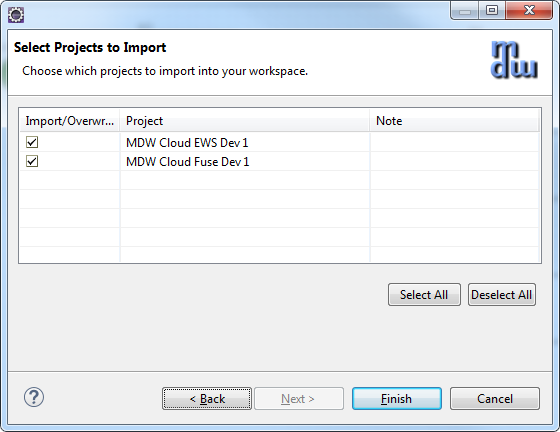 Select Projects to Import
Choose which projects to import into your workspace.
mdw
Import/Overwr... Project Note
MDW Cloud EWS Dev 1
MDW Cloud Fuse Dev 1
Select All Deselect All
? < Back Next > Finish Cancel